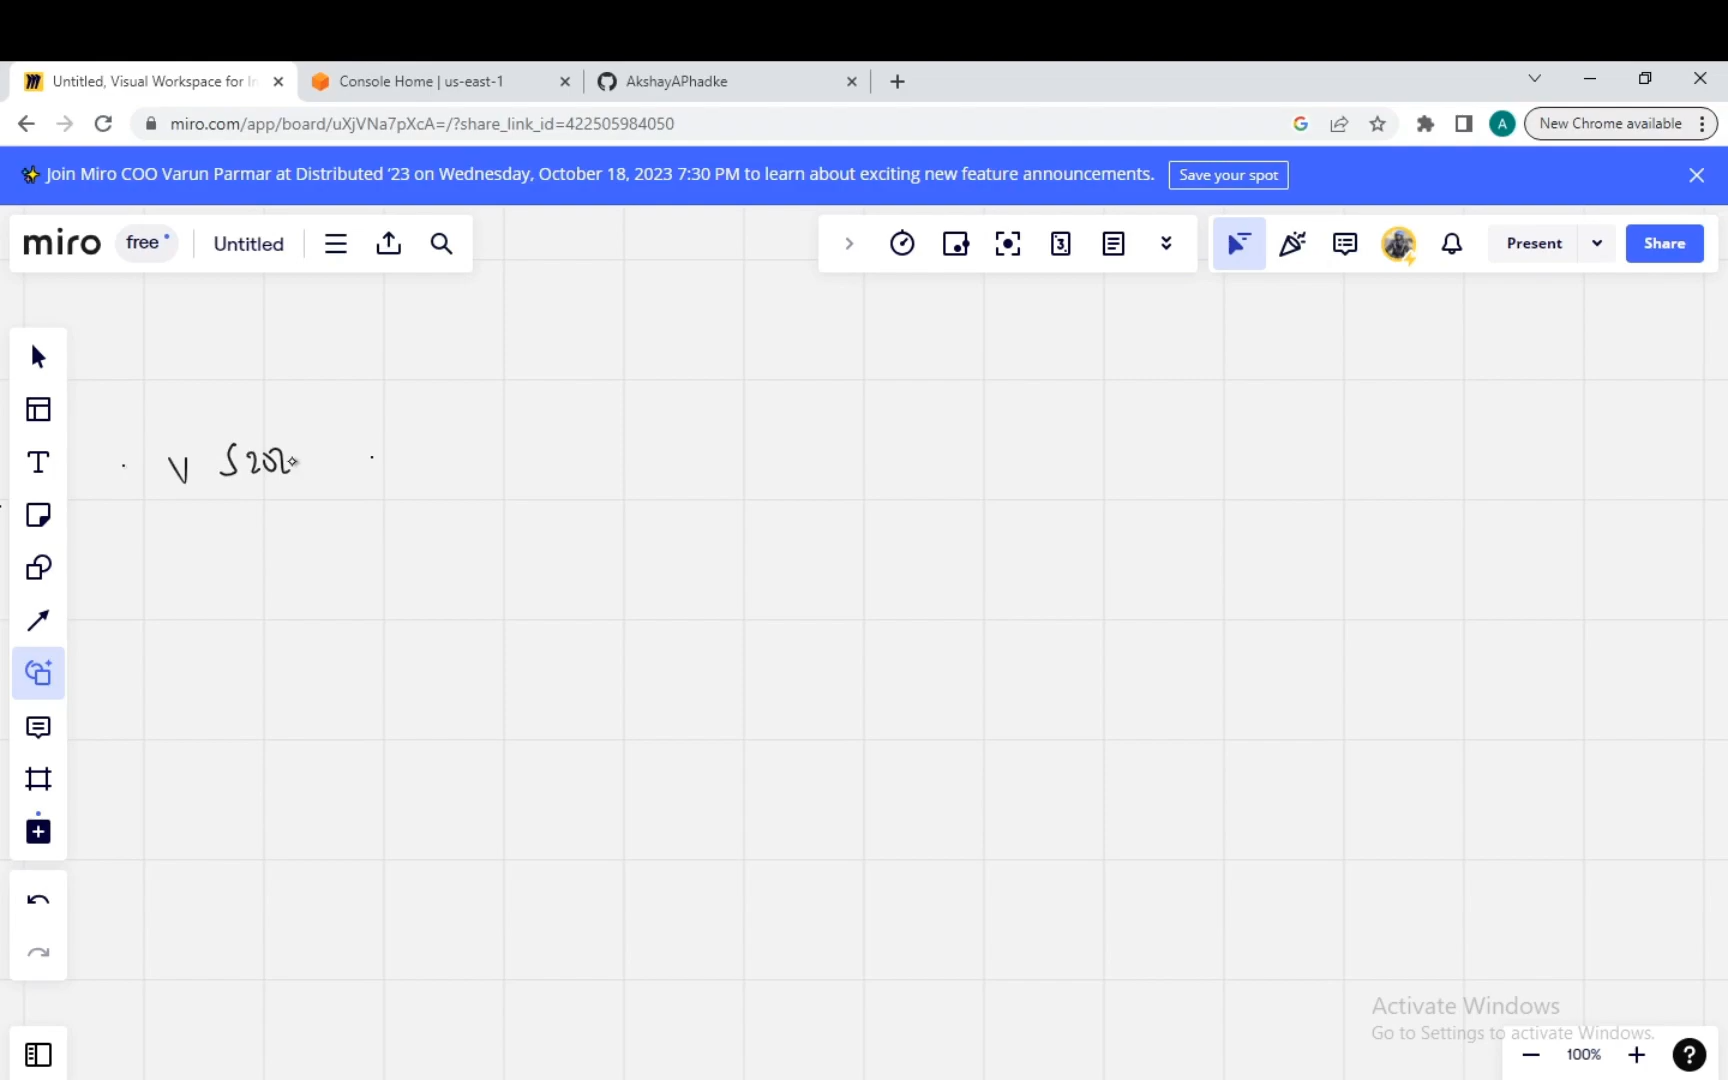 Untitled, Visual Workspace for In
Console Home | us-east-1
AkshayAPhadke
miro.com/app/board/uXjVNa7pXcA=/?share_link_id=422505984050
A
New Chrome available
Join Miro COO Varun Parmar at Distributed ‘23 on Wednesday, October 18, 2023 7:30 PM to learn about exciting new feature announcements.
Save your spot
miro
free
Untitled
3
Present
Share
T
V
Activate Windows
Go to Settings to activate Windows.
100%
?